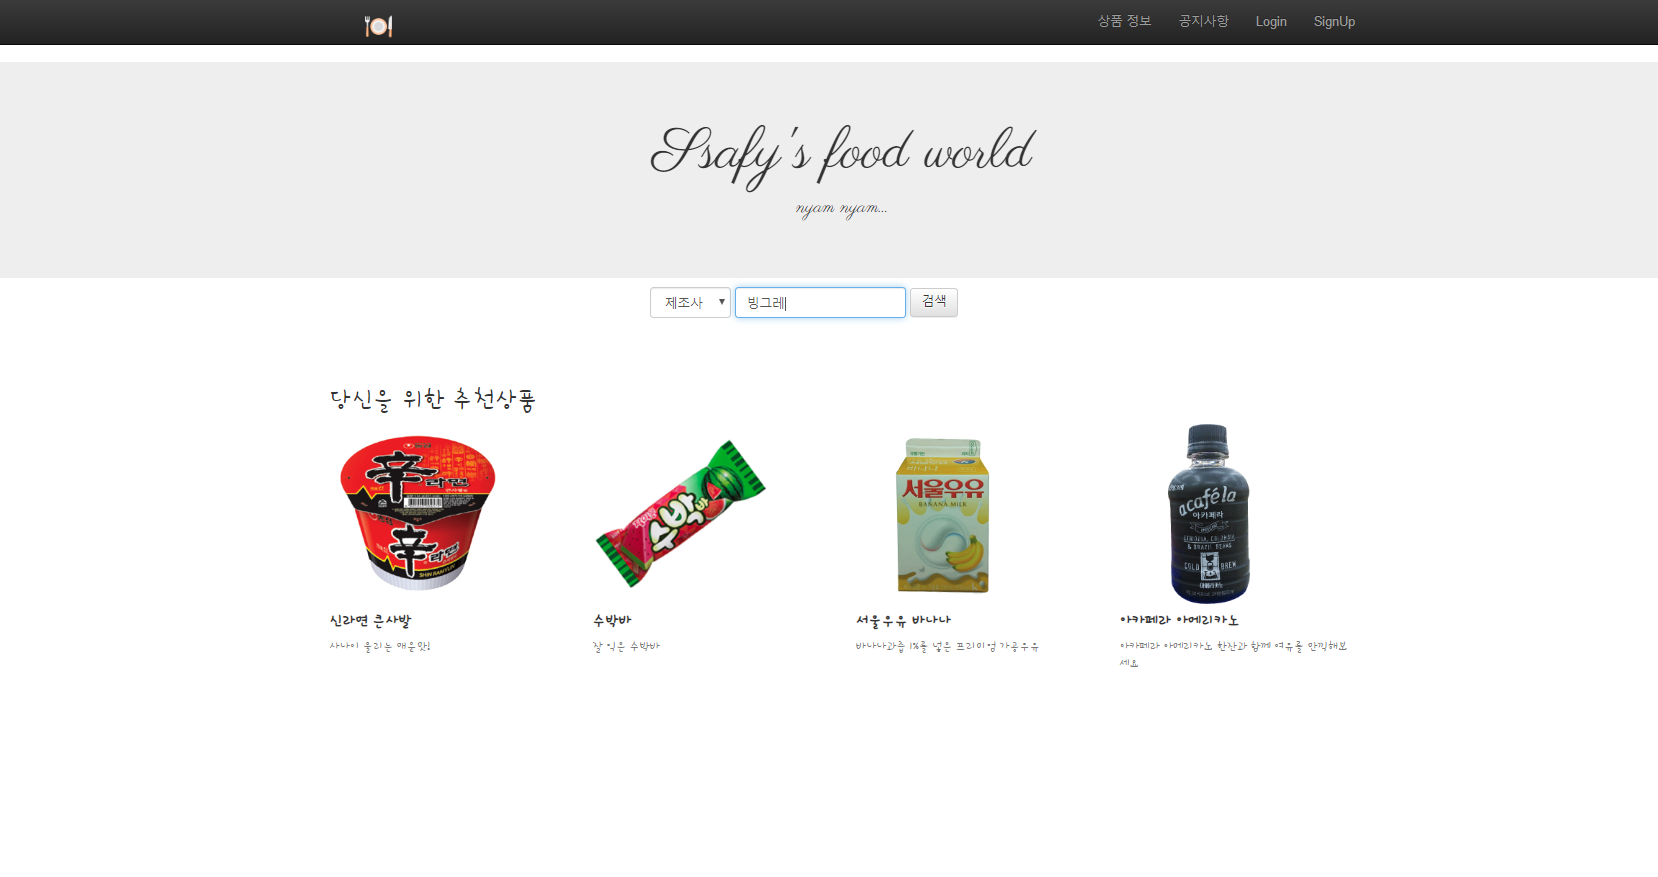 상품 정보 공지사항 Login SignUp
Ssafy's food world
nyam nyam...
제조사 빙그레 검색
당신을 위한 추천상품
辛라면
辛라면
SHIN RAMYUN
수박바
서울우유
BANANA MILK
acaféla
아카페라
COLD BREW
신라면 큰사발
수박바
서울우유 바나나
아카페라 아메리카노
사나이 울리는 매운맛!
잘 익은 수박바
바나나과즙 1%를 넣은 프리미엄 가공우유
아카페라 아메리카노 한잔과 함께 여유를 만끽해보
세요